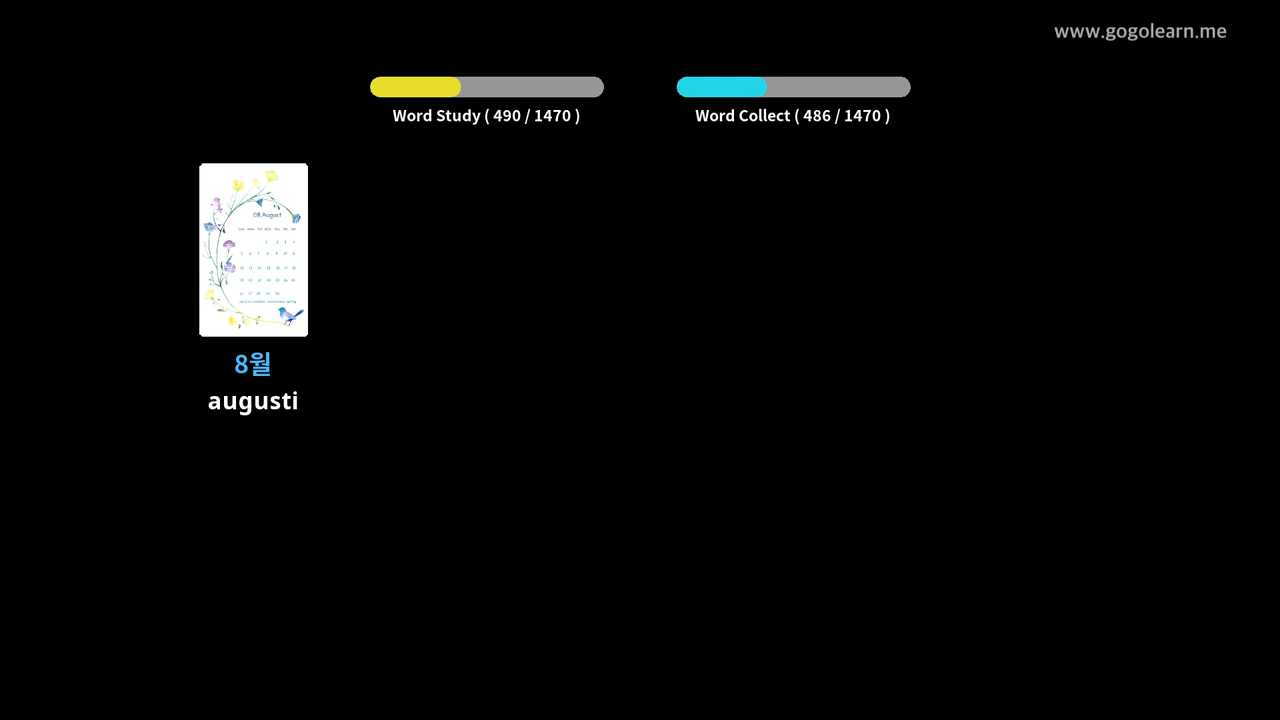 www.gogolearn.me
Word Study ( 490 / 1470 )
Word Collect ( 486 / 1470 )
08 August
8월
augusti